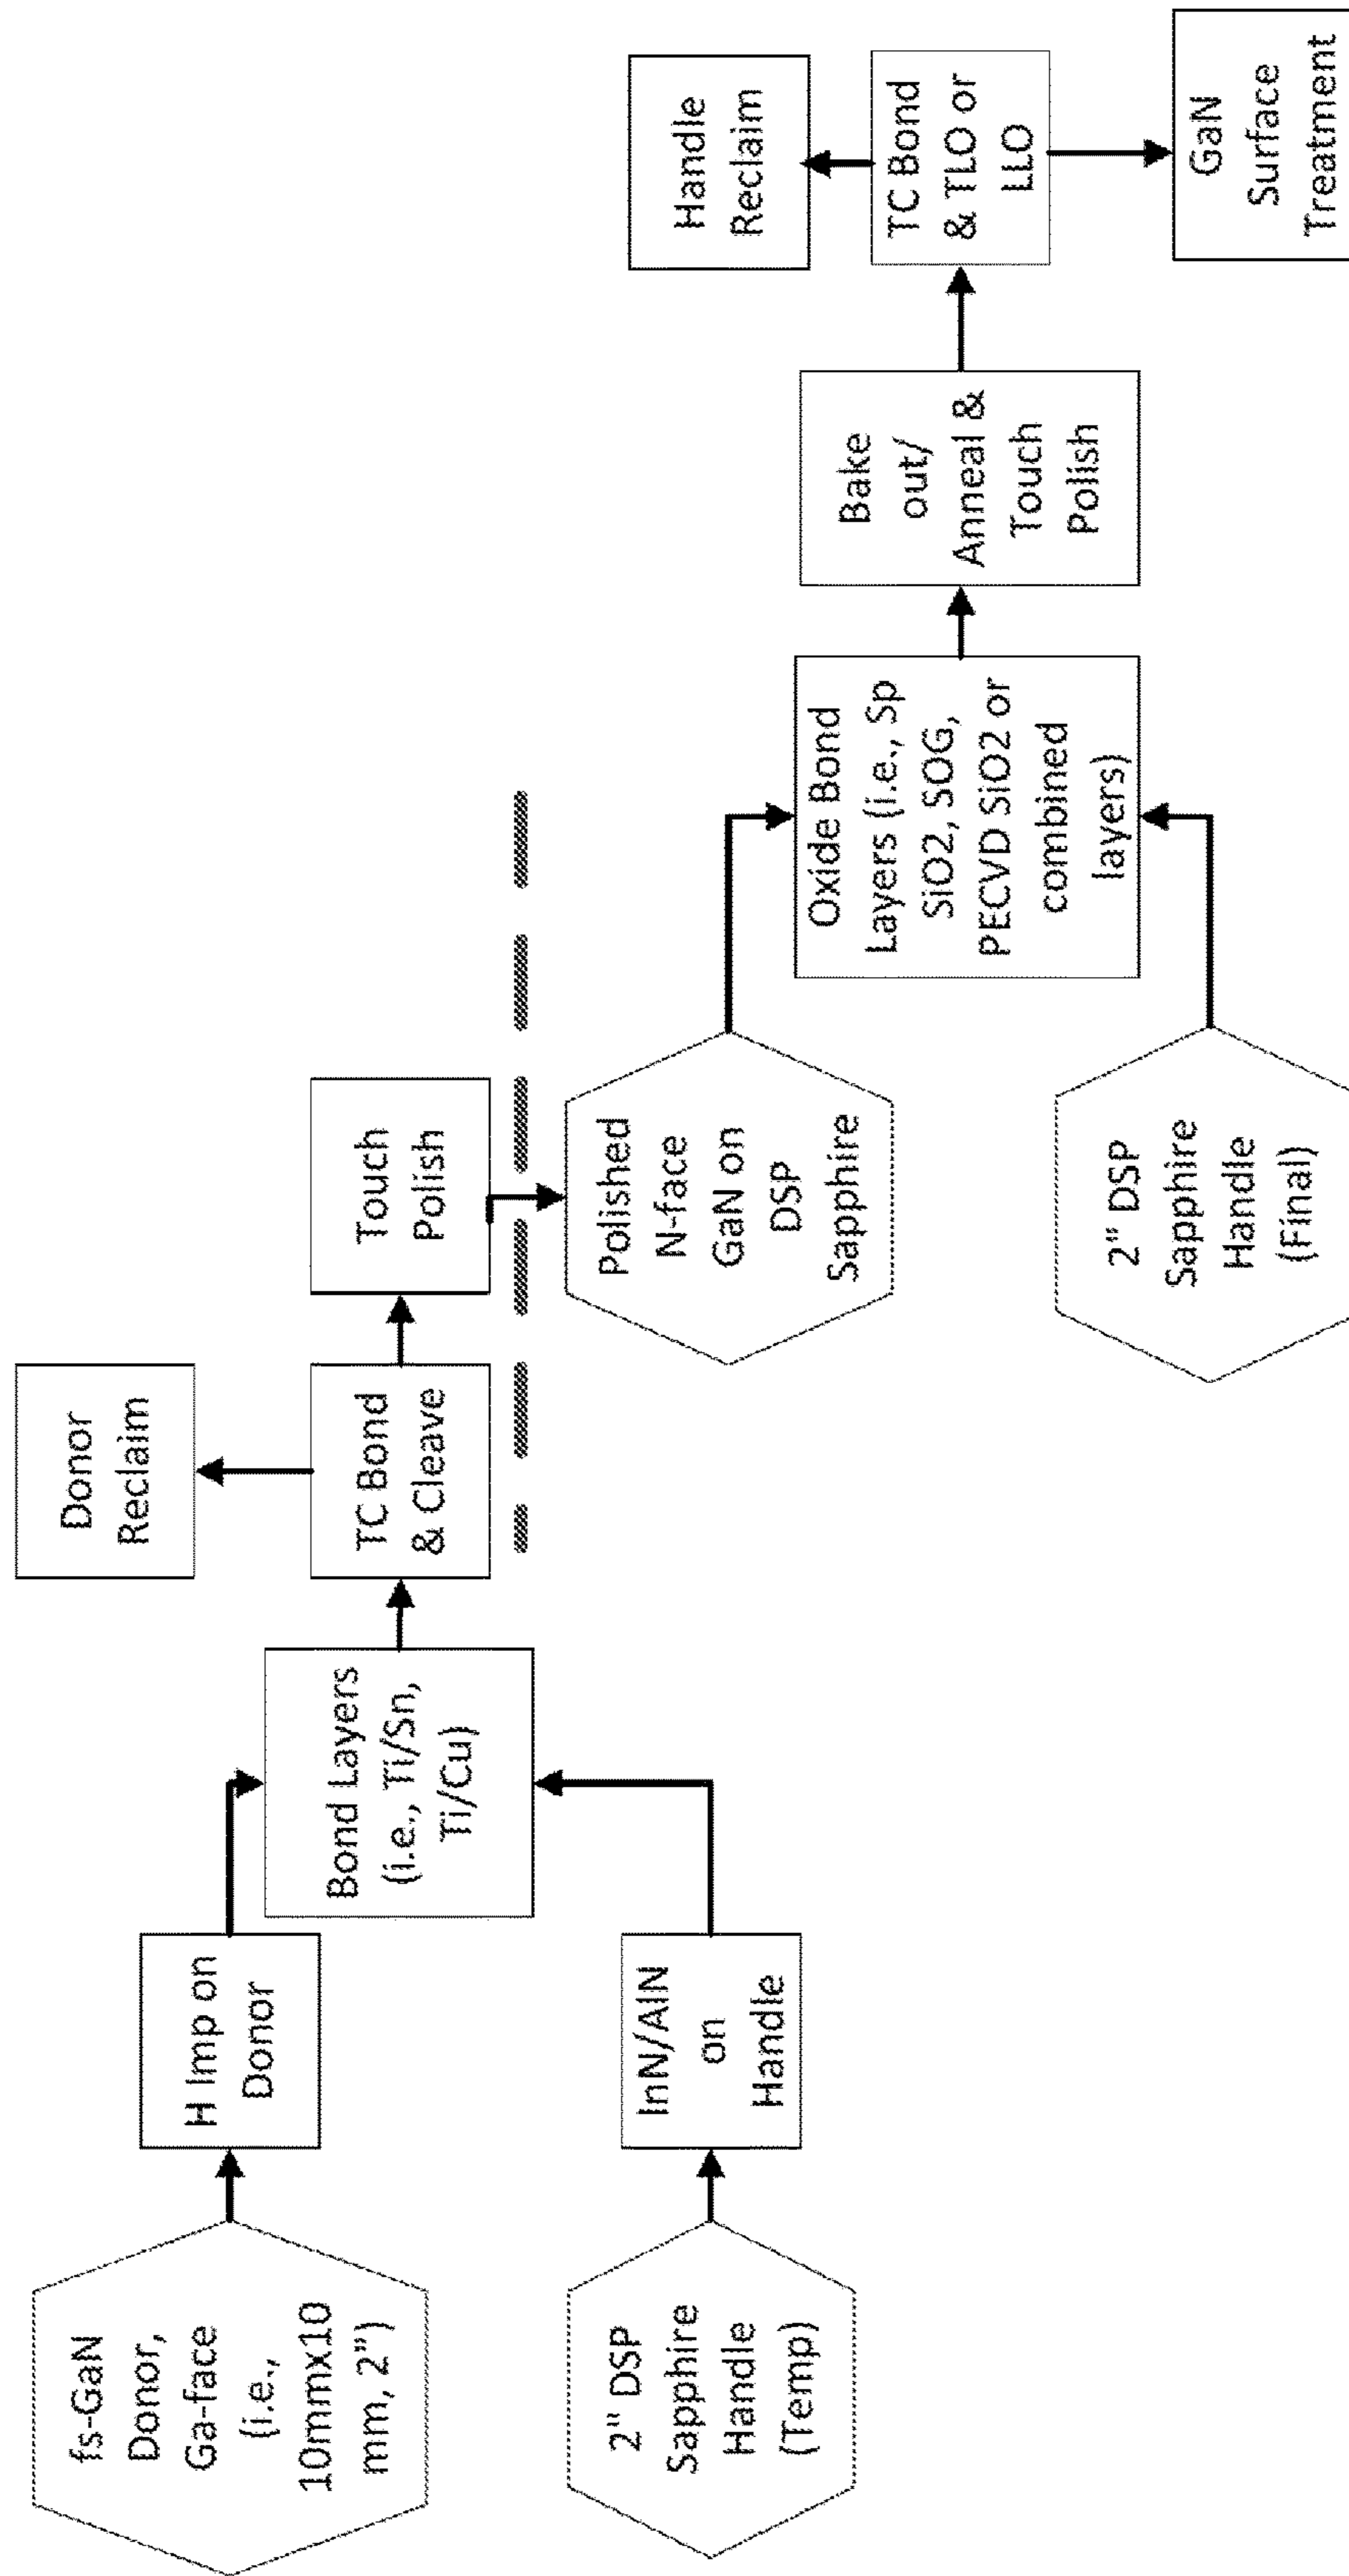 fs-GaN
Donor,
Ga-face
(i.e.,
10mmx10
mm, 2")
H Imp on
Donor
2" DSP
Sapphire
Handle
(Temp)
InN/AlN
on
Handle
Bond Layers
(i.e., Ti/Sn,
Ti/Cu)
TC Bond
& Cleave
Donor
Reclaim
Touch
Polish
Polished
N-face
GaN on
DSP
Sapphire
2" DSP
Sapphire
Handle
(Final)
Oxide Bond
Layers (i.e., Sp
SiO2, SOG,
PECVD SiO2 or
combined
layers)
Bake
out/
Anneal &
Touch
Polish
TC Bond
& TLO or
LLO
Handle
Reclaim
GaN
Surface
Treatment